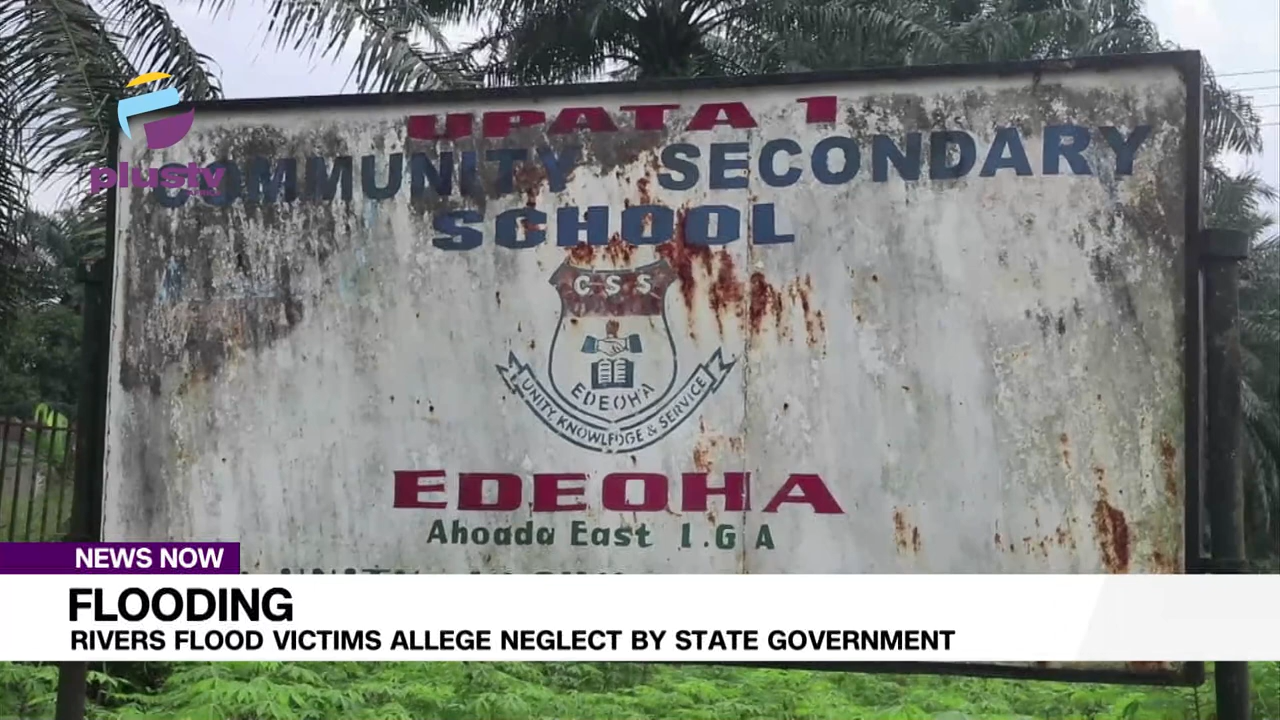 UPATA 1
COMMUNITY SECONDARY
SCHOOL
CSS
EDEOHA
UNITY, KNOWLEDGE & SERVICE
EDEOHA
Ahoada East L.G A
plustv
NEWS NOW
FLOODING
RIVERS FLOOD VICTIMS ALLEGE NEGLECT BY STATE GOVERNMENT